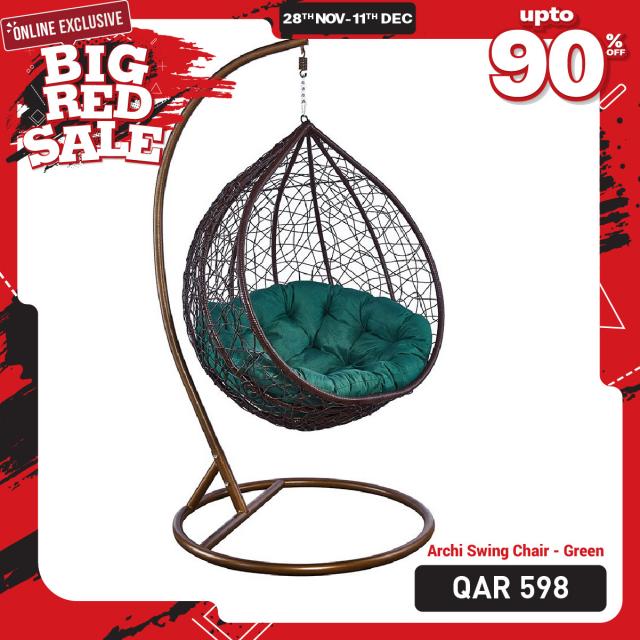 ONLINE EXCLUSIVE
BIG
RED
SALE
28TH NOV-11TH DEC
upto
90% OFF
Archi Swing Chair - Green
QAR 598